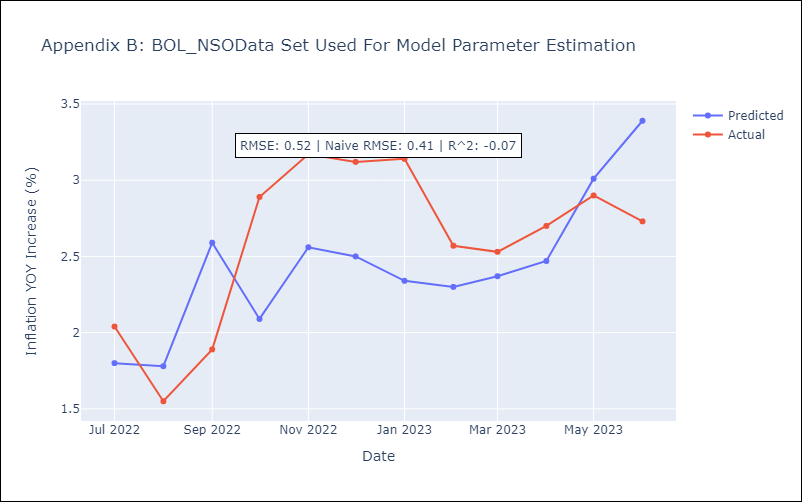 Appendix B: BOL_NSOData Set Used For Model Parameter Estimation
3.5
3
2.5
2
1.5
Inflation YOY Increase (%)
RMSE: 0.52 | Naive RMSE: 0.41 | R^2: -0.07
Predicted
Actual
Jul 2022
Sep 2022
Nov 2022
Jan 2023
Mar 2023
May 2023
Date